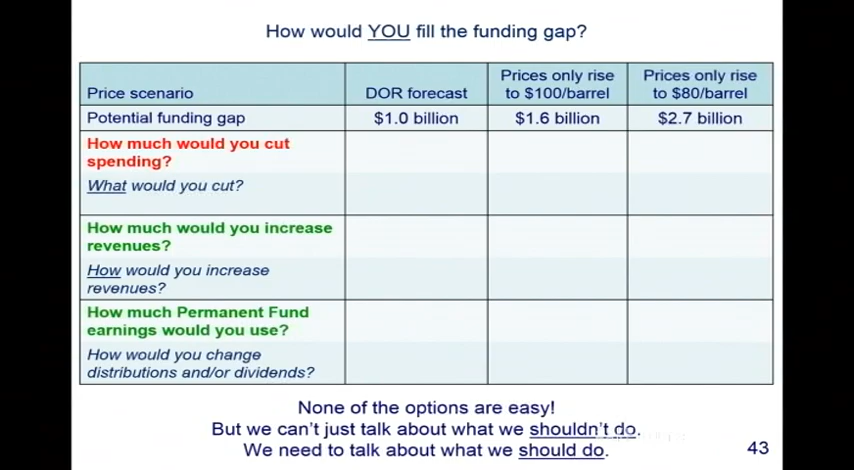 How would YOU fill the funding gap?
Price scenario
DOR forecast
Prices only rise
to $100/barrel
Prices only rise
to $80/barrel
Potential funding gap
$1.0 billion
$1.6 billion
$2.7 billion
How much would you cut
spending?
What would you cut?
How much would you increase
revenues?
How would you increase
revenues?
How much Permanent Fund
earnings would you use?
How would you change
distributions and/or dividends?
None of the options are easy!
But we can't just talk about what we shouldn't do.
We need to talk about what we should do.
43